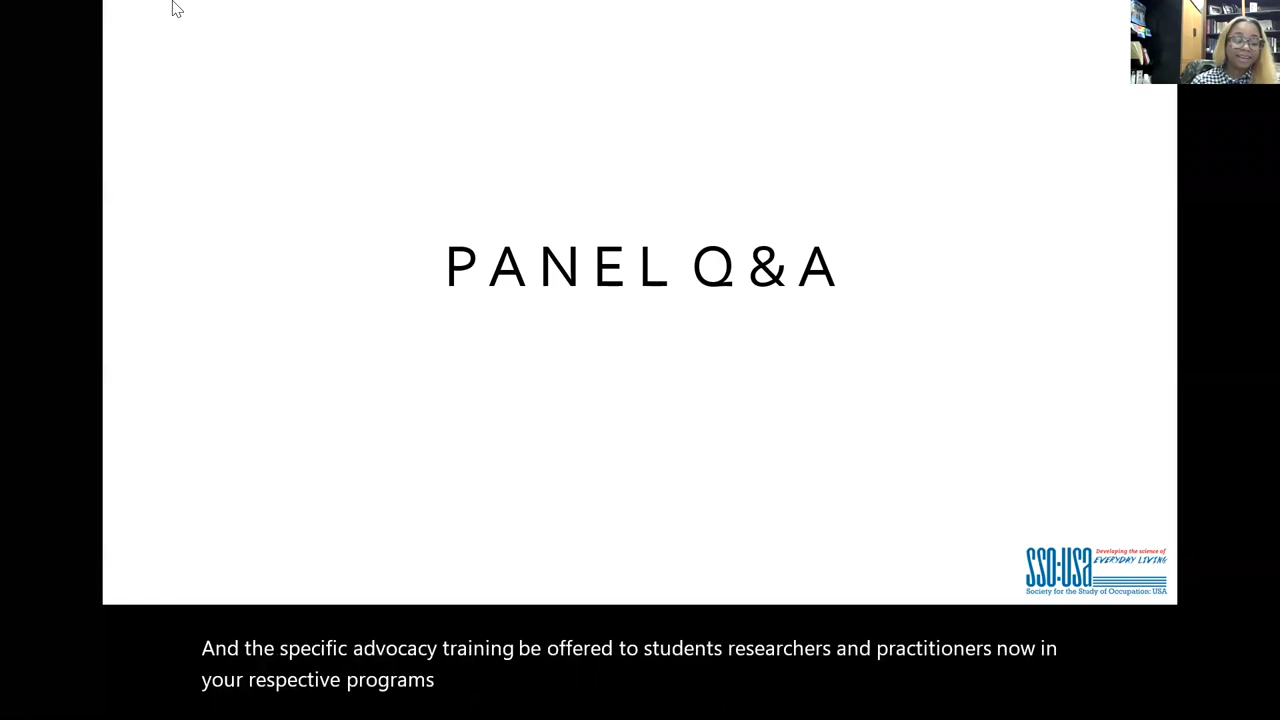 PANEL Q&A
SSO:USA
Developing the science of
EVERYDAY LIVING
Society for the Study of Occupation: USA
And the specific advocacy training be offered to students researchers and practitioners now in
your respective programs